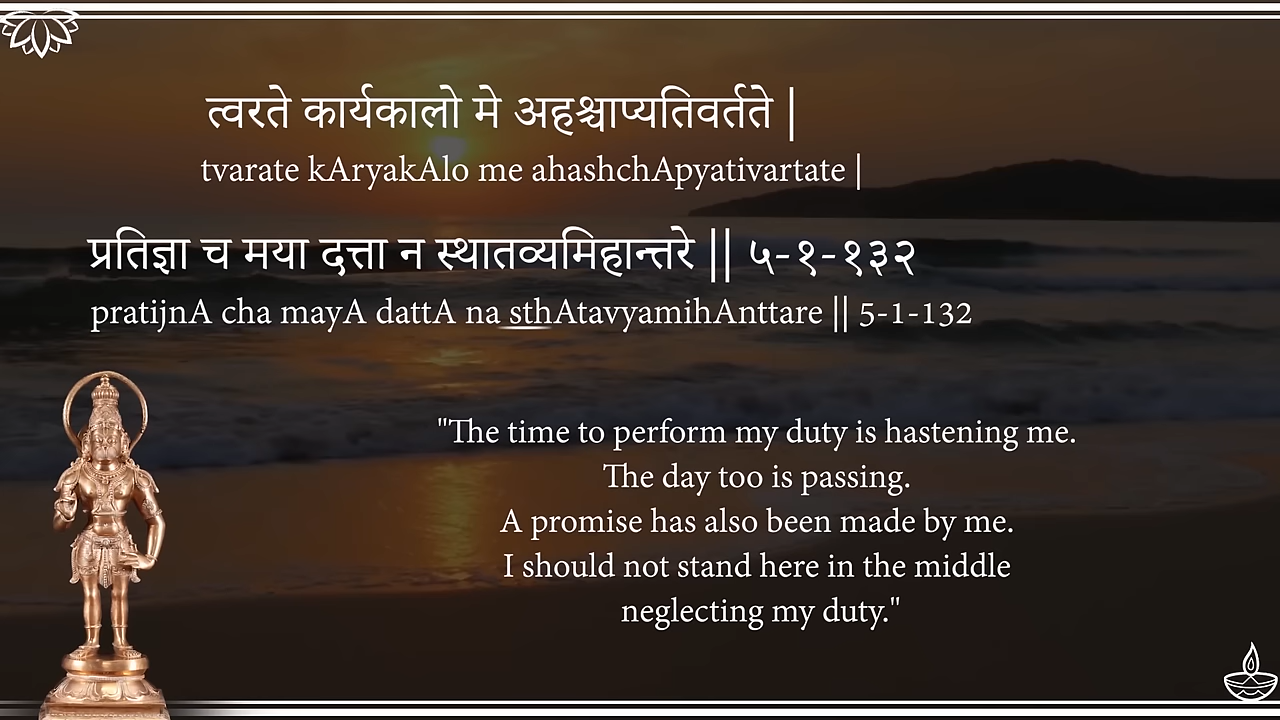 त्वरते कार्यकालो मे अहश्चाप्यतिवर्तते |
tvarate kAryakAlo me ahashchApyativartate |
प्रतिज्ञा च मया दत्ता न स्थातव्यमिहान्तरे || ५-१-१३२
pratijnA cha mayA dattA na sthAtavyamihAnttare || 5-1-132
"The time to perform my duty is hastening me.
The day too is passing.
A promise has also been made by me.
I should not stand here in the middle
neglecting my duty."